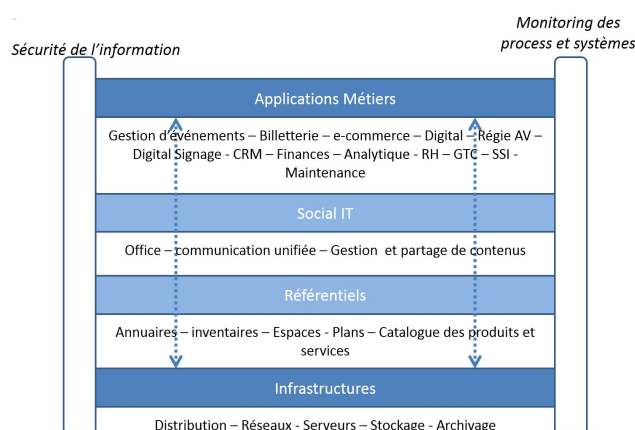 Monitoring des
process et systèmes
Sécurité de l’information
Applications Métiers
Gestion d’événements – Billetterie – e-commerce – Digital – Régie AV –
Digital Signage - CRM – Finances – Analytique - RH – GTC – SSI -
Maintenance
Social IT
Office – communication unifiée – Gestion et partage de contenus
Référentiels
Annuaires – inventaires – Espaces - Plans – Catalogue des produits et
services
Infrastructures
Distribution – Réseaux - Serveurs – Stockage - Archivage